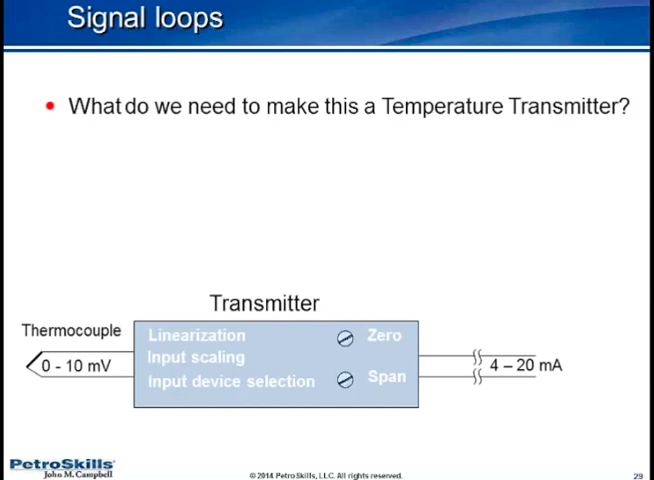 Signal loops
What do we need to make this a Temperature Transmitter?
Transmitter
Thermocouple
0 - 10 mV
Linearization
Input scaling
Input device selection
Zero
Span
4 – 20 mA
PetroSkills
John M. Campbell
© 2014 PetroSkills, LLC. All rights reserved.
29